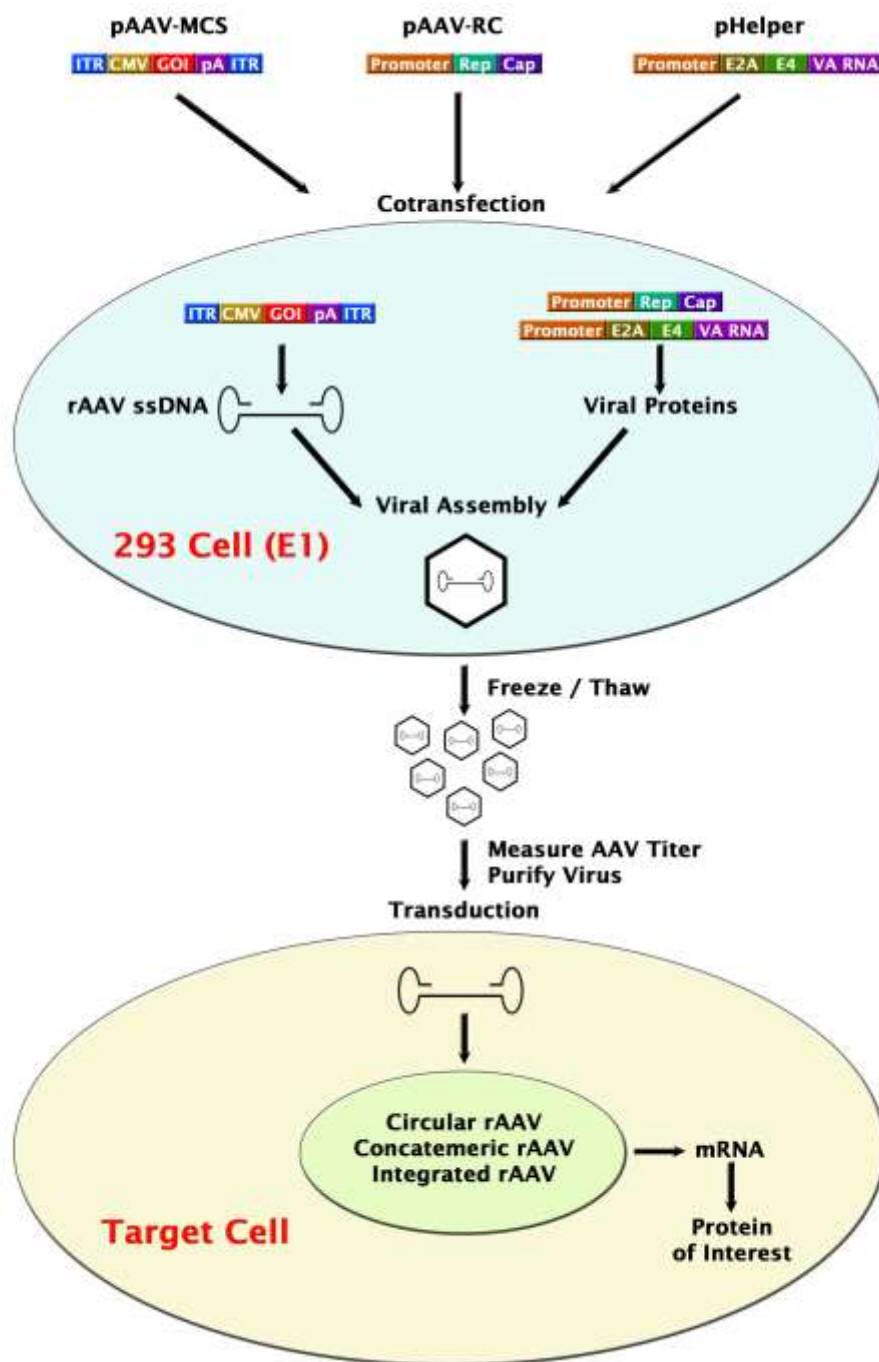 pAAV-MCS pAAV-RC pHelper
ITR CMV GOI pA ITR Promoter Rep Cap Promoter E2A E4 VA RNA
Cotransfection
Promoter Rep Cap
ITR CMV GOI pA ITR Promoter E2A E4 VA RNA
rAAV ssDNA Viral Proteins
Viral Assembly
293 Cell (E1)
Freeze / Thaw
Measure AAV Titer
Purify Virus
Transduction
Circular rAAV
Concatemeric rAAV mRNA
Integrated rAAV
Target Cell Protein
of Interest